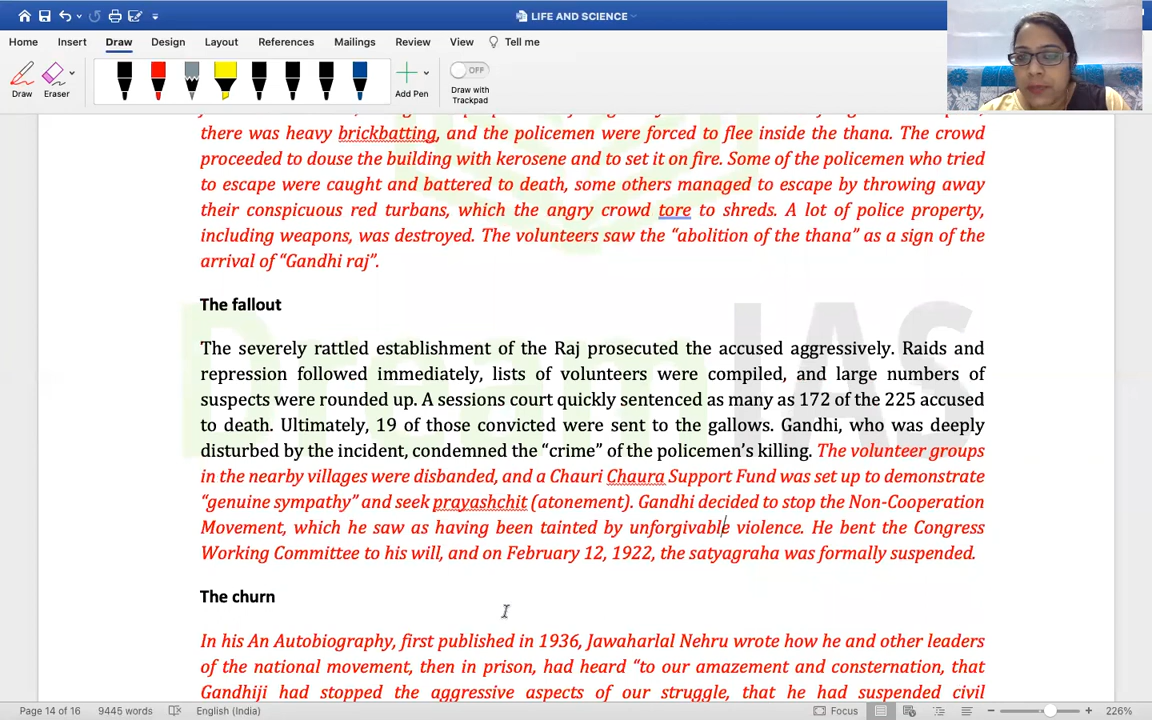 LIFE AND SCIENCE
Home Insert Draw Design Layout References Mailings Review View Tell me
Draw Eraser Add Pen OFF Draw with Trackpad
there was heavy brickbatting, and the policemen were forced to flee inside the thana. The crowd
proceeded to douse the building with kerosene and to set it on fire. Some of the policemen who tried
to escape were caught and battered to death, some others managed to escape by throwing away
their conspicuous red turbans, which the angry crowd tore to shreds. A lot of police property,
including weapons, was destroyed. The volunteers saw the “abolition of the thana” as a sign of the
arrival of “Gandhi raj”.
The fallout
The severely rattled establishment of the Raj prosecuted the accused aggressively. Raids and
repression followed immediately, lists of volunteers were compiled, and large numbers of
suspects were rounded up. A sessions court quickly sentenced as many as 172 of the 225 accused
to death. Ultimately, 19 of those convicted were sent to the gallows. Gandhi, who was deeply
disturbed by the incident, condemned the “crime” of the policemen’s killing. The volunteer groups
in the nearby villages were disbanded, and a Chauri Chaura Support Fund was set up to demonstrate
“genuine sympathy” and seek prayashchit (atonement). Gandhi decided to stop the Non-Cooperation
Movement, which he saw as having been tainted by unforgivable violence. He bent the Congress
Working Committee to his will, and on February 12, 1922, the satyagraha was formally suspended.
The churn
In his An Autobiography, first published in 1936, Jawaharlal Nehru wrote how he and other leaders
of the national movement, then in prison, had heard “to our amazement and consternation, that
Gandhiji had stopped the aggressive aspects of our struggle, that he had suspended civil
Dream IAS
Page 14 of 16 9445 words English (India) Focus 226%